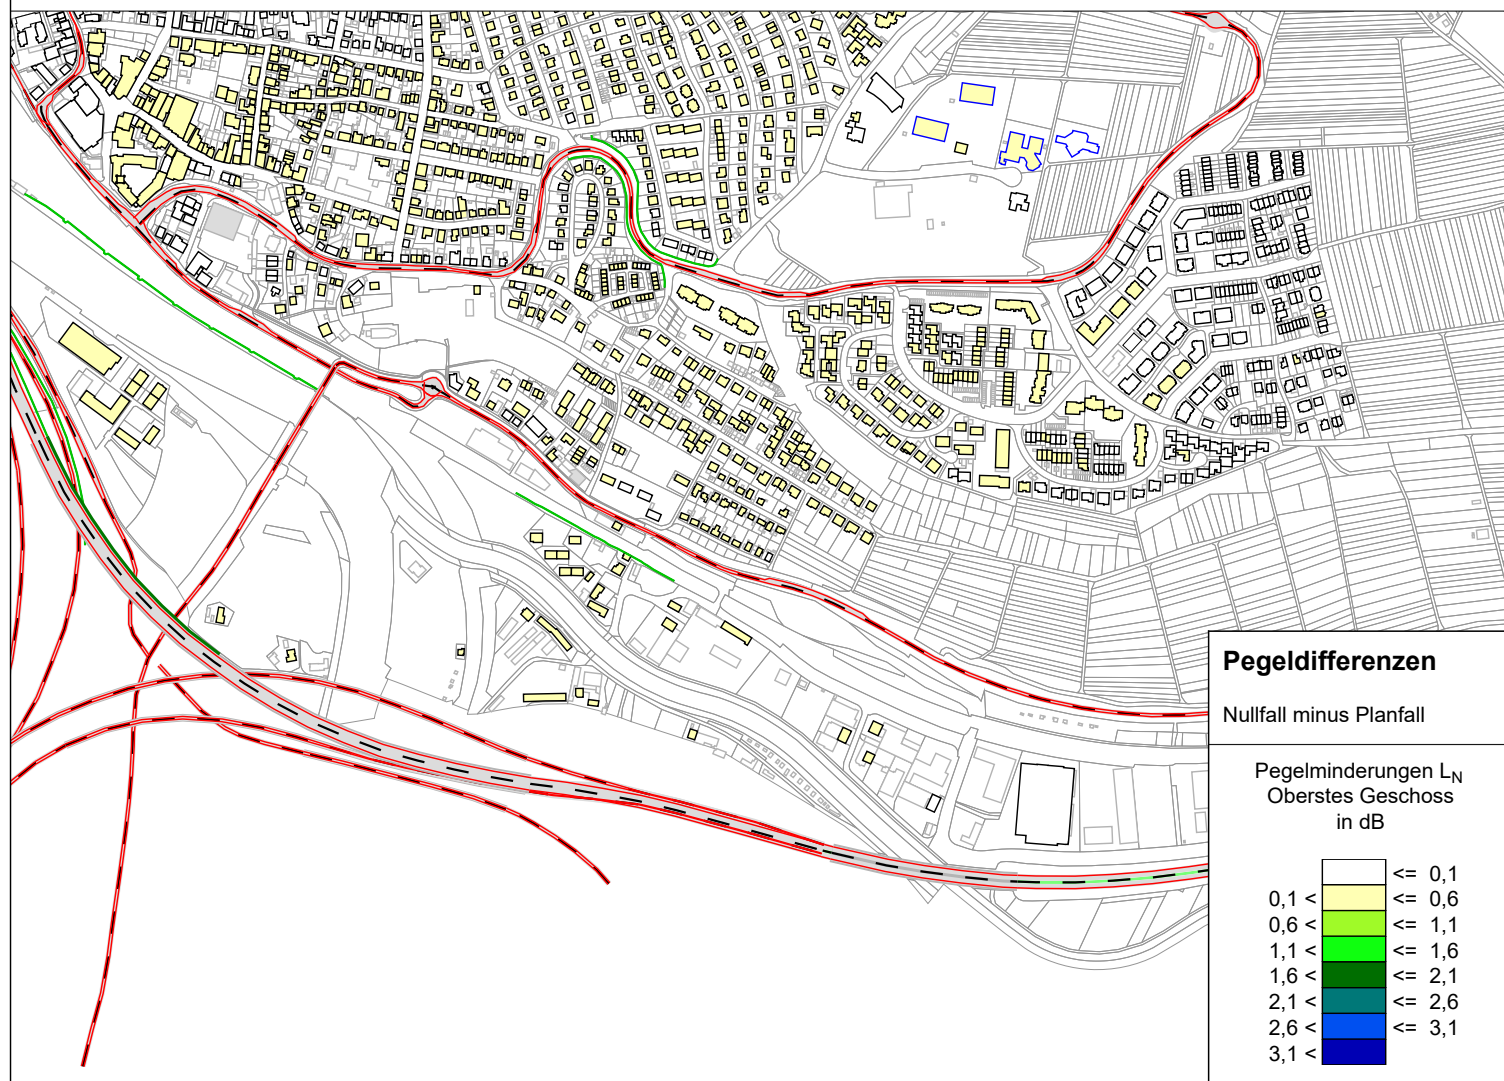 Pegeldifferenzen
Nullfall minus Planfall
Pegelminderungen LN
Oberstes Geschoss
in dB
<= 0,1
0,1 < <= 0,6
0,6 < <= 1,1
1,1 < <= 1,6
1,6 < <= 2,1
2,1 < <= 2,6
2,6 < <= 3,1
3,1 <